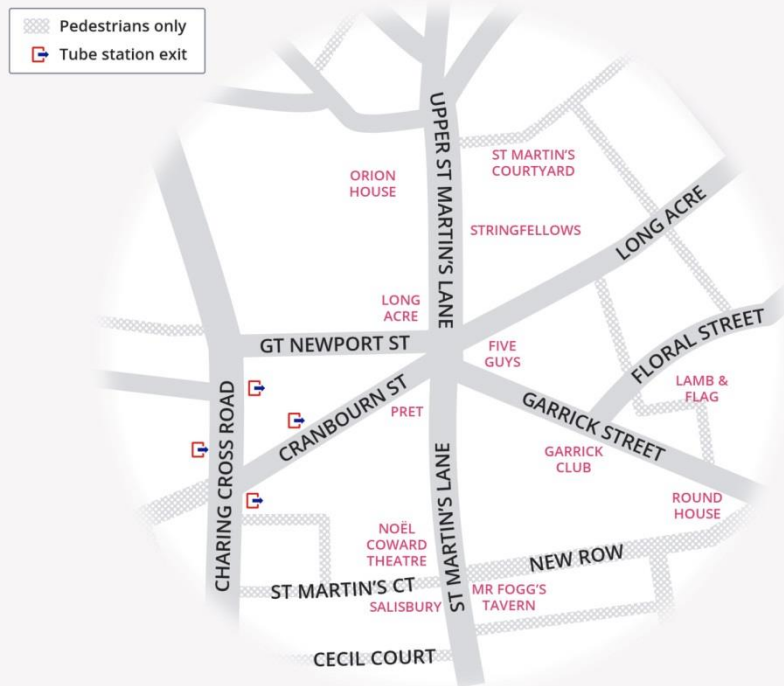 Pedestrians only
Tube station exit
UPPER ST MARTIN'S LANE
ST MARTIN'S
COURTYARD
ORION
HOUSE
STRINGFELLOWS
LONG ACRE
LONG
ACRE
GT NEWPORT ST
FIVE
GUYS
FLORAL STREET
CHARING CROSS ROAD
CRANBOURN ST
PRET
GARRICK STREET
LAMB &
FLAG
GARRICK
CLUB
ST MARTIN'S LANE
ROUND
HOUSE
NOËL
COWARD
THEATRE
NEW ROW
ST MARTIN'S CT
SALISBURY
MR FOGG'S
TAVERN
CECIL COURT